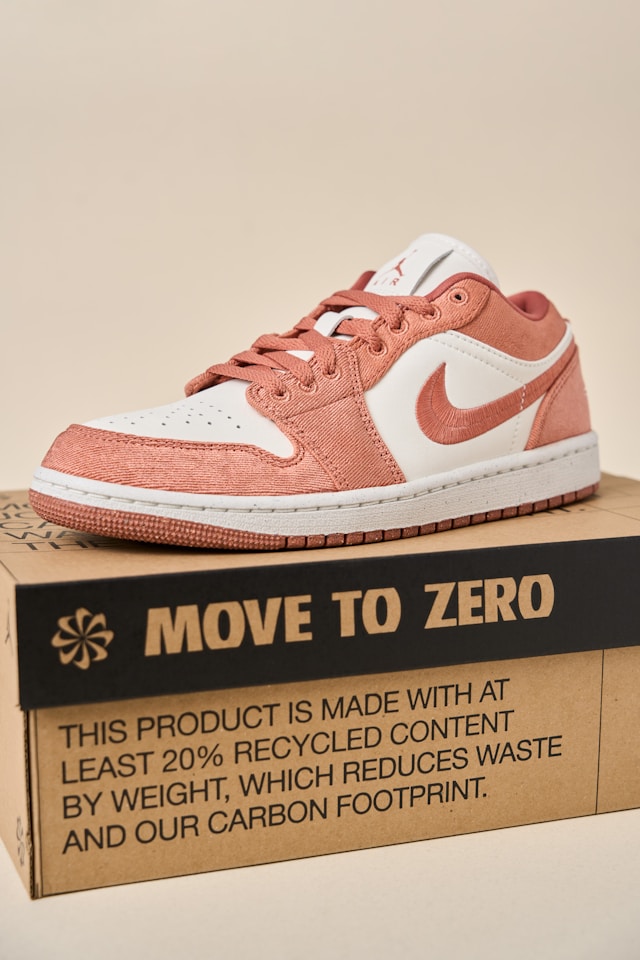 AIR
MOVE TO ZERO
THIS PRODUCT IS MADE WITH AT
LEAST 20% RECYCLED CONTENT
BY WEIGHT, WHICH REDUCES WASTE
AND OUR CARBON FOOTPRINT.